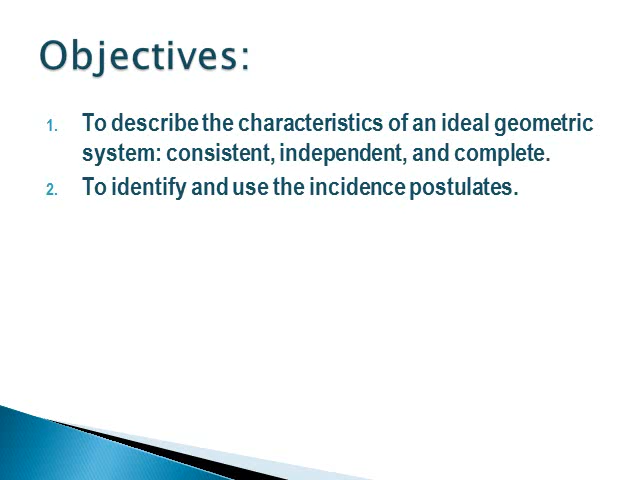 Objectives:
1. To describe the characteristics of an ideal geometric
system: consistent, independent, and complete.
2. To identify and use the incidence postulates.